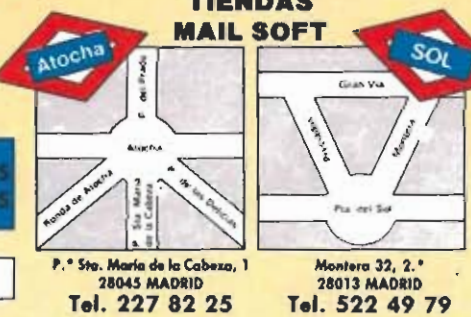 TIENDAS
MAIL SOFT
Atocha
P. del Prado
Atocha
Ronda de Atocha
P. Sta María de la Cabeza
P. de las Delicias
P.º Sta. María de la Cabeza, 1
28045 MADRID
Tel. 227 82 25
SOL
Gran Vía
Montera
Pta. del Sol
Montera 32, 2.º
28013 MADRID
Tel. 522 49 79
S
S